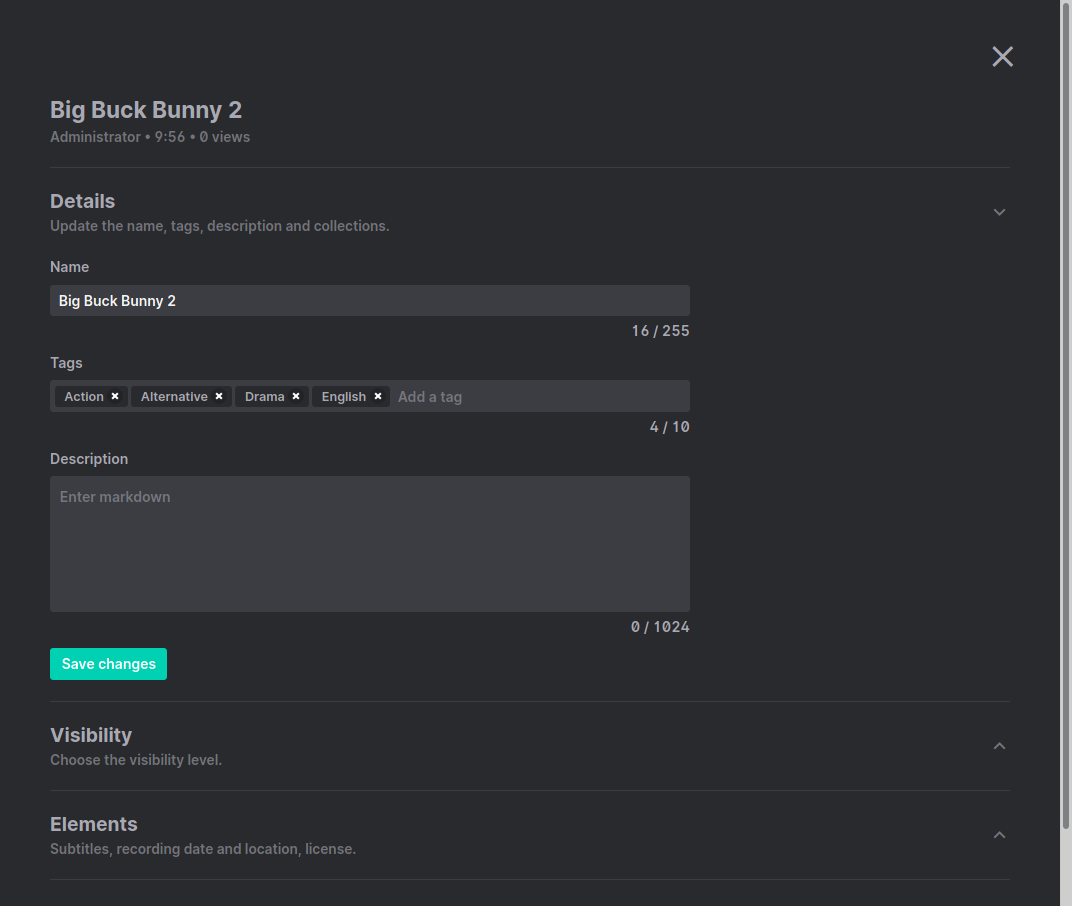 Big Buck Bunny 2
Administrator • 9:56 • 0 views
Details
Update the name, tags, description and collections.
Name
Big Buck Bunny 2
16 / 255
Tags
Action × Alternative × Drama × English × Add a tag
4 / 10
Description
Enter markdown
0 / 1024
Save changes
Visibility
Choose the visibility level.
Elements
Subtitles, recording date and location, license.